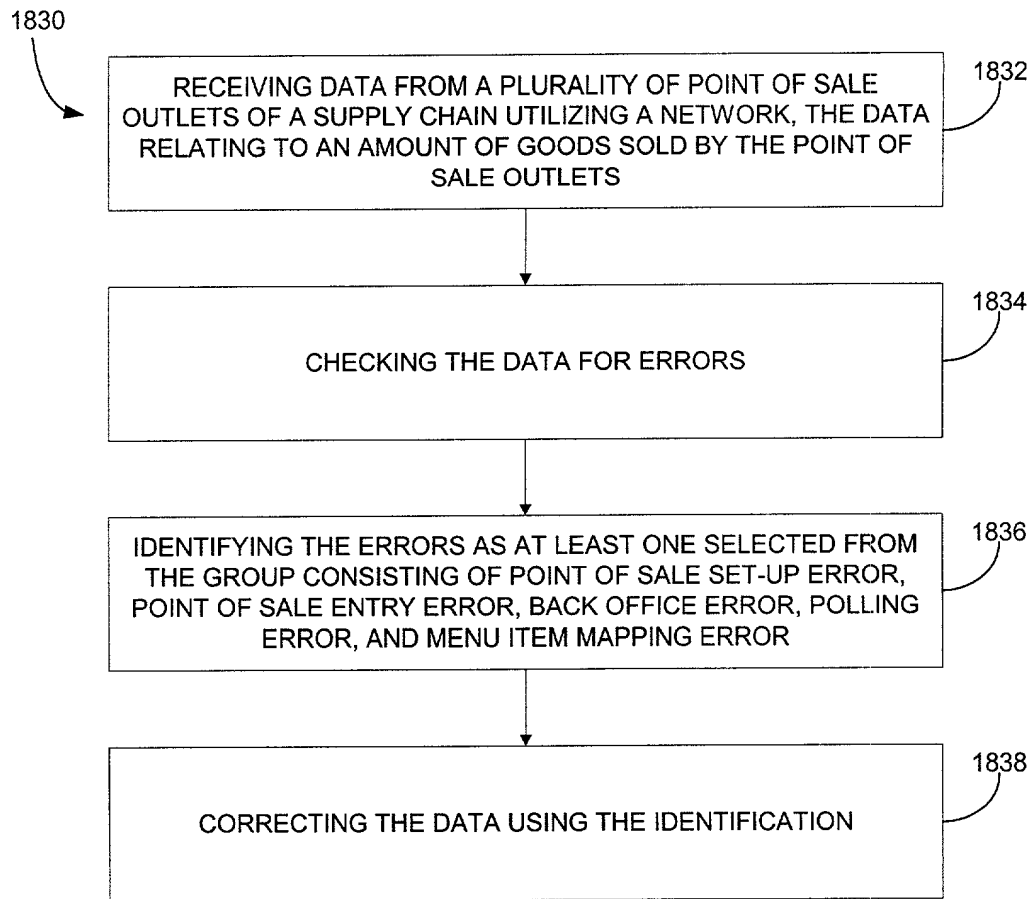 1830
RECEIVING DATA FROM A PLURALITY OF POINT OF SALE
OUTLETS OF A SUPPLY CHAIN UTILIZING A NETWORK, THE DATA
RELATING TO AN AMOUNT OF GOODS SOLD BY THE POINT OF
SALE OUTLETS
1832
CHECKING THE DATA FOR ERRORS
1834
IDENTIFYING THE ERRORS AS AT LEAST ONE SELECTED FROM
THE GROUP CONSISTING OF POINT OF SALE SET-UP ERROR,
POINT OF SALE ENTRY ERROR, BACK OFFICE ERROR, POLLING
ERROR, AND MENU ITEM MAPPING ERROR
1836
CORRECTING THE DATA USING THE IDENTIFICATION
1838